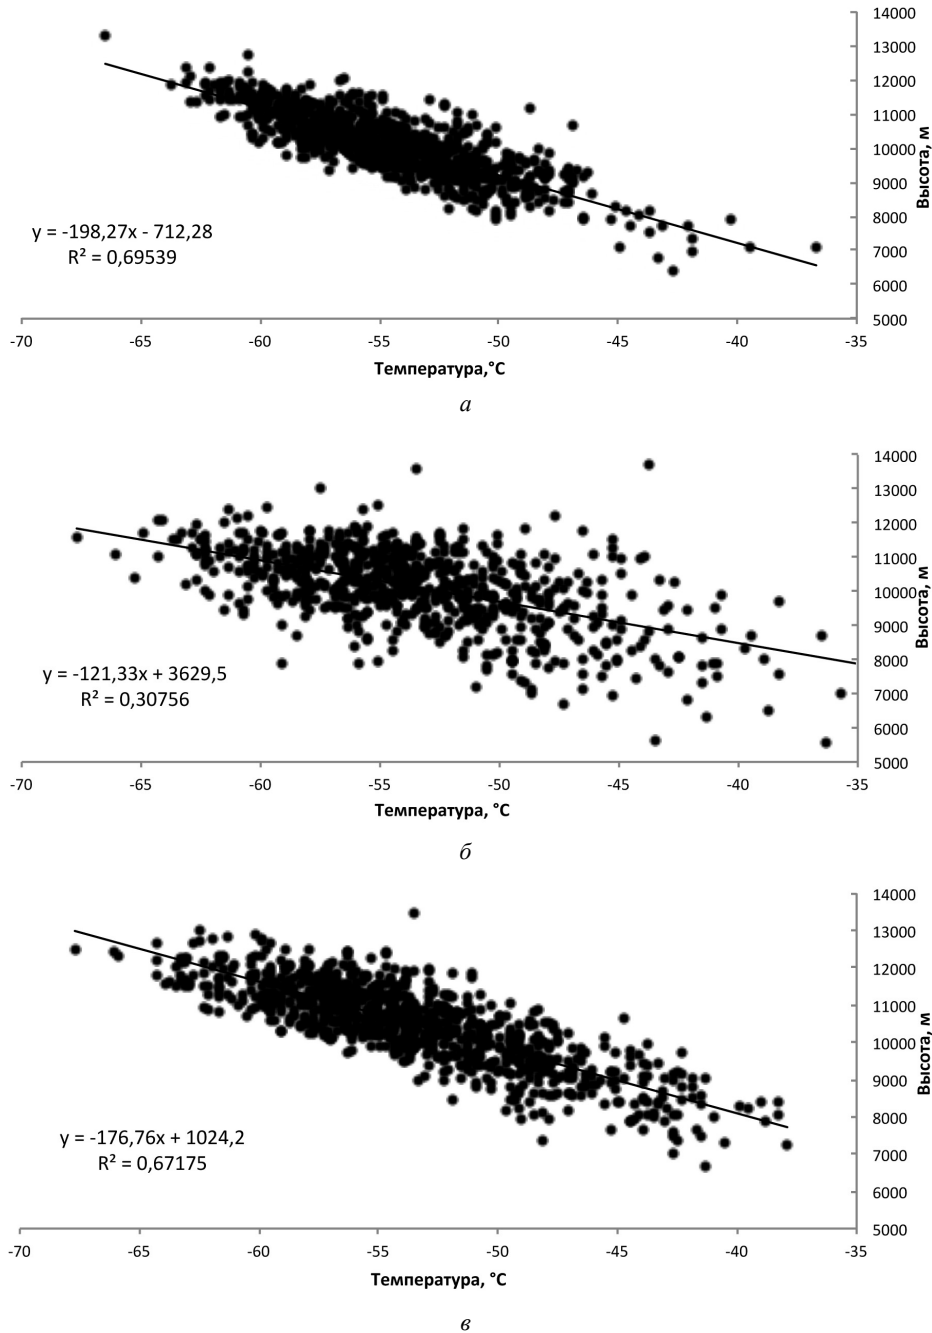 14000
13000
12000
11000
10000
9000
8000
7000
6000
5000
Высота, м
y = -198,27x - 712,28
R² = 0,69539
-70 -65 -60 -55 -50 -45 -40 -35
Температура,°C
а
14000
13000
12000
11000
10000
9000
8000
7000
6000
5000
Высота, м
y = -121,33x + 3629,5
R² = 0,30756
-70 -65 -60 -55 -50 -45 -40 -35
Температура, °C
б
14000
13000
12000
11000
10000
9000
8000
7000
6000
5000
Высота, м
y = -176,76x + 1024,2
R² = 0,67175
-70 -65 -60 -55 -50 -45 -40 -35
Температура, °C
в